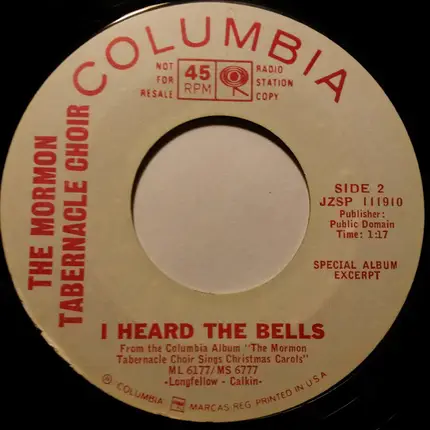 COLUMBIA
NOT
FOR
RESALE
45
RPM
RADIO
STATION
COPY
THE MORMON
TABERNACLE CHOIR
SIDE 2
JZSP 111910
Publisher:
Public Domain
Time: 1:17
SPECIAL ALBUM
EXCERPT
I HEARD THE BELLS
From the Columbia Album "The Mormon
Tabernacle Choir Sings Christmas Carols"
ML 6177/MS 6777
-Longfellow - Calkin-
® COLUMBIA MARCAS REG. PRINTED IN U.S.A.